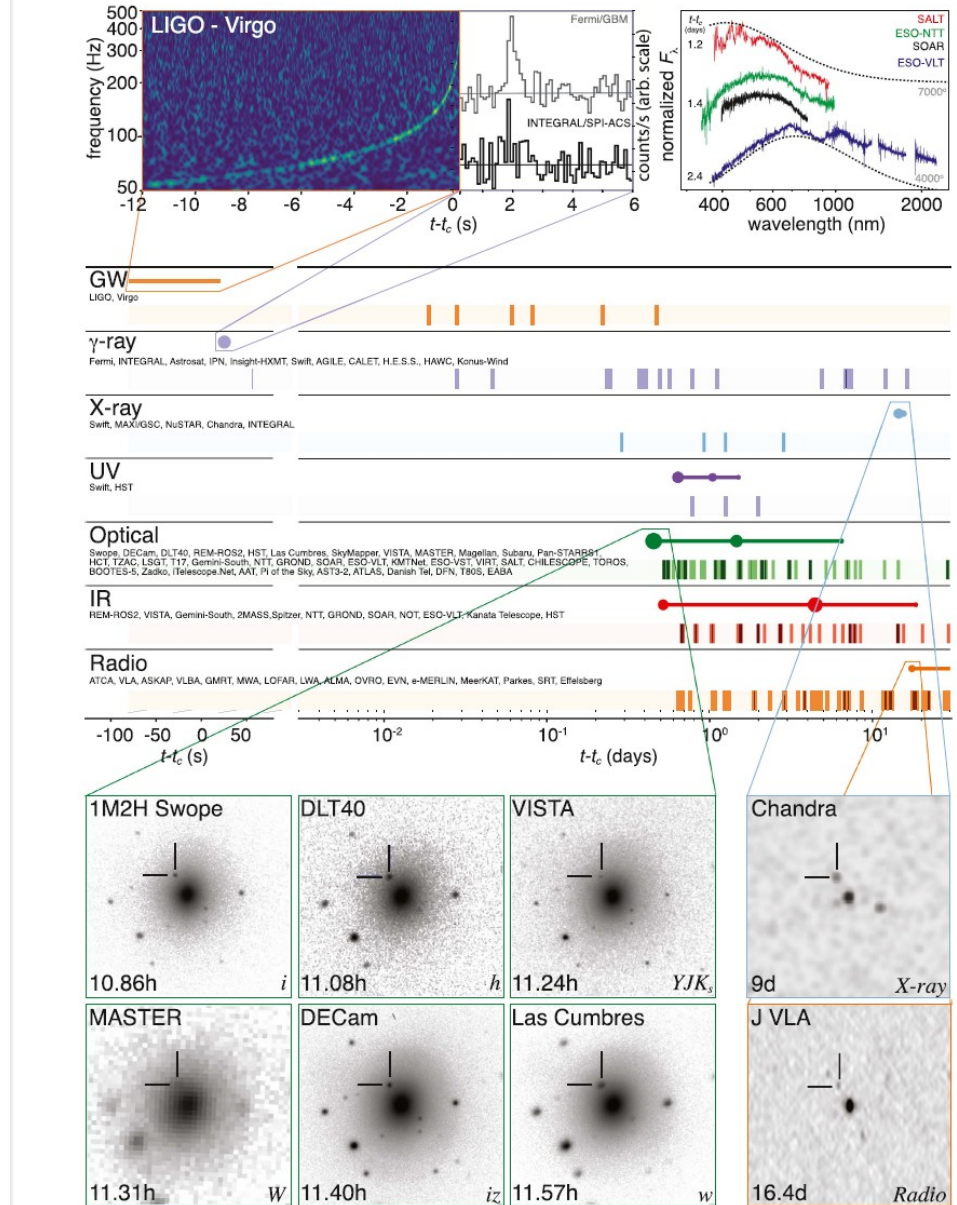 LIGO - Virgo
frequency (Hz)
500
400
300
200
100
50
-12 -10 -8 -6 -4 -2 0 2 4 6
t-tc (s)
Fermi/GBM
INTEGRAL/SPI-ACS
counts/s (arb. scale)
normalized Fλ
t-tc
(days)
1.2
1.4
2.4
SALT
ESO-NTT
SOAR
ESO-VLT
7000°
4000°
400 600 1000 2000
wavelength (nm)
GW
LIGO, Virgo
γ-ray
Fermi, INTEGRAL, Astrosat, IPN, Insight-HXMT, Swift, AGILE, CALET, H.E.S.S., HAWC, Konus-Wind
X-ray
Swift, MAXI/GSC, NuSTAR, Chandra, INTEGRAL
UV
Swift, HST
Optical
Swope, DECam, DLT40, REM-ROS2, HST, Las Cumbres, SkyMapper, VISTA, MASTER, Magellan, Subaru, Pan-STARRS1,
HCT, TZAC, LSGT, T17, Gemini-South, NTT, GROND, SOAR, ESO-VLT, KMTNet, ESO-VST, VIRT, SALT, CHILESCOPE, TOROS,
BOOTES-5, Zadko, iTelescope.Net, AAT, Pi of the Sky, AST3-2, ATLAS, Danish Tel, DFN, T80S, EABA
IR
REM-ROS2, VISTA, Gemini-South, 2MASS,Spitzer, NTT, GROND, SOAR, NOT, ESO-VLT, Kanata Telescope, HST
Radio
ATCA, VLA, ASKAP, VLBA, GMRT, MWA, LOFAR, LWA, ALMA, OVRO, EVN, e-MERLIN, MeerKAT, Parkes, SRT, Effelsberg
-100 -50 0 50 10⁻² 10⁻¹ 10⁰ 10¹
t-tc (s) t-tc (days)
1M2H Swope
10.86h i
DLT40
11.08h h
VISTA
11.24h YJKs
Chandra
9d X-ray
MASTER
11.31h W
DECam
11.40h iz
Las Cumbres
11.57h w
J VLA
16.4d Radio